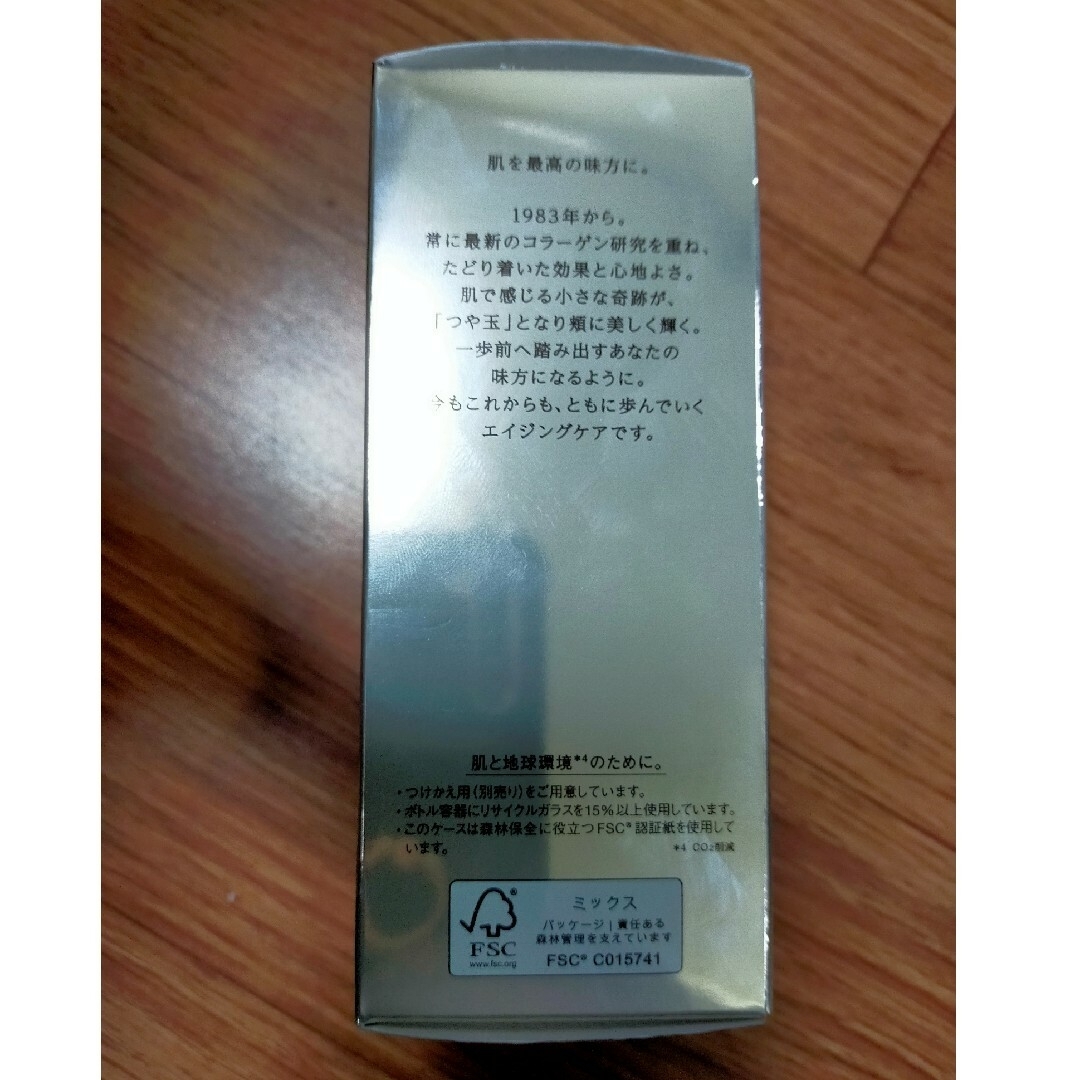 肌を最高の味方に。
1983年から。
常に最新のコラーゲン研究を重ね、
たどり着いた効果と心地よさ。
肌で感じる小さな奇跡が、
「つや玉」となり頬に美しく輝く。
一歩前へ踏み出すあなたの
味方になるように。
今もこれからも、ともに歩んでいく
エイジングケアです。
肌と地球環境*4のために。
・つけかえ用(別売り)をご用意しています。
・ボトル容器にリサイクルガラスを15%以上使用しています。
・このケースは森林保全に役立つFSC®認証紙を使用して
います。
*4 CO2削減
FSC®
www.fsc.org
ミックス
パッケージ|責任ある
森林管理を支えています
FSC® C015741